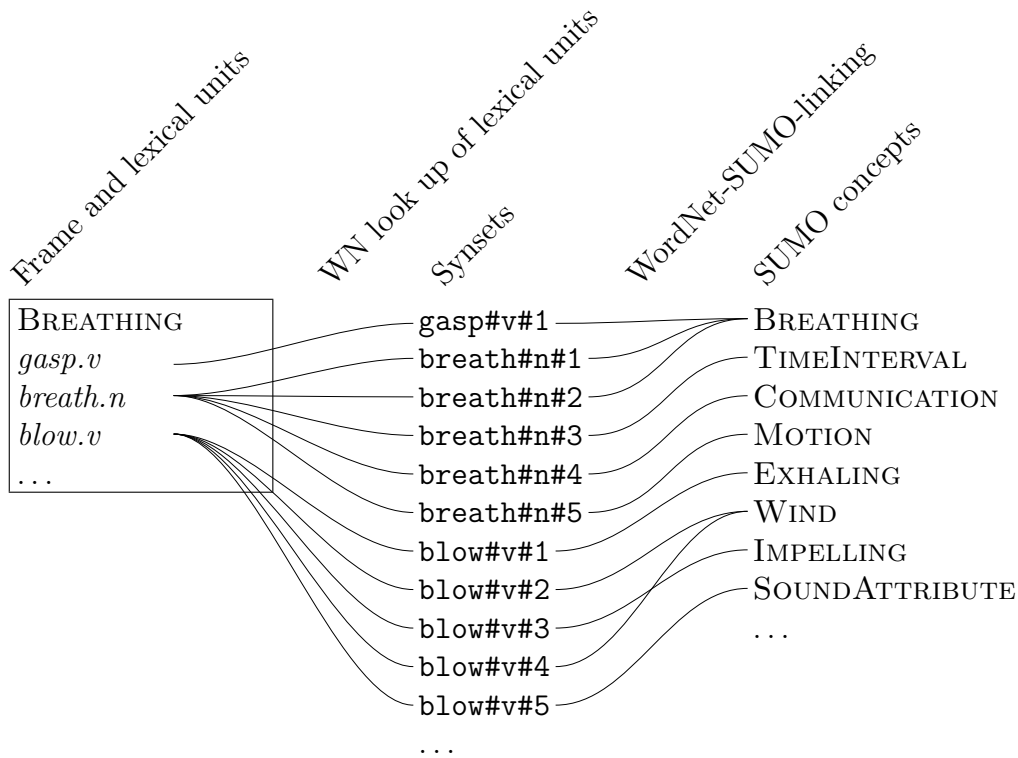 Frame and lexical units
WN look up of lexical units
Synsets
WordNet-SUMO-linking
SUMO concepts
BREATHING
gasp.v
breath.n
blow.v
...
gasp#v#1
breath#n#1
breath#n#2
breath#n#3
breath#n#4
breath#n#5
blow#v#1
blow#v#2
blow#v#3
blow#v#4
blow#v#5
...
BREATHING
TIMEINTERVAL
COMMUNICATION
MOTION
EXHALING
WIND
IMPELLING
SOUNDATTRIBUTE
...